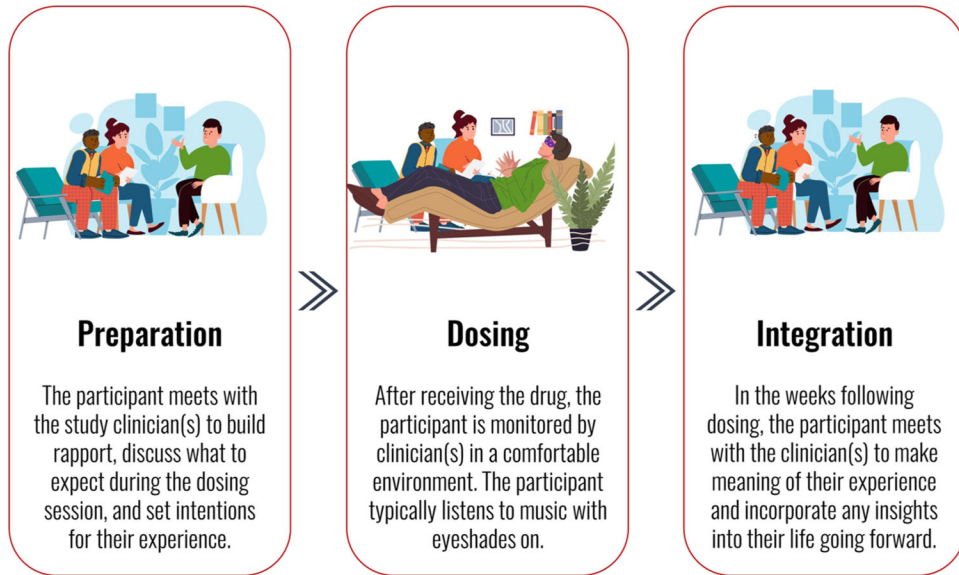 Preparation
The participant meets with
the study clinician(s) to build
rapport, discuss what to
expect during the dosing
session, and set intentions
for their experience.
Dosing
After receiving the drug, the
participant is monitored by
clinician(s) in a comfortable
environment. The participant
typically listens to music with
eyeshades on.
Integration
In the weeks following
dosing, the participant meets
with the clinician(s) to make
meaning of their experience
and incorporate any insights
into their life going forward.